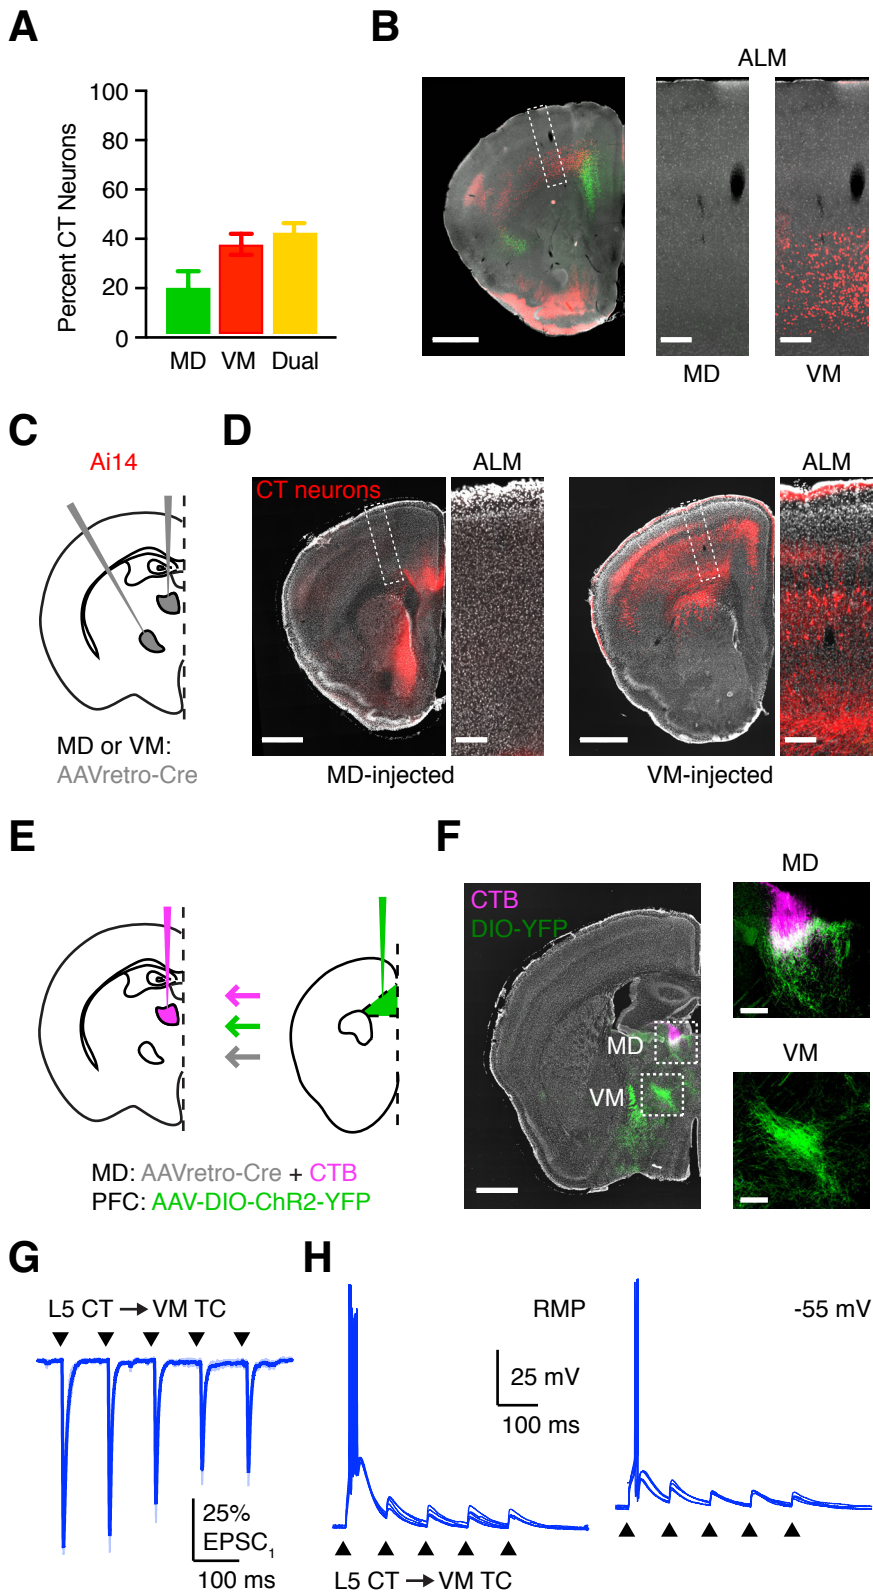 A
Percent CT Neurons
100
80
60
40
20
0
MD VM Dual
B
ALM
MD
VM
C
Ai14
MD or VM:
AAVretro-Cre
D
CT neurons
ALM
ALM
MD-injected
VM-injected
E
MD: AAVretro-Cre + CTB
PFC: AAV-DIO-ChR2-YFP
F
CTB
DIO-YFP
MD
VM
MD
VM
G
L5 CT → VM TC
25%
EPSC₁
100 ms
H
RMP
-55 mV
25 mV
100 ms
L5 CT → VM TC